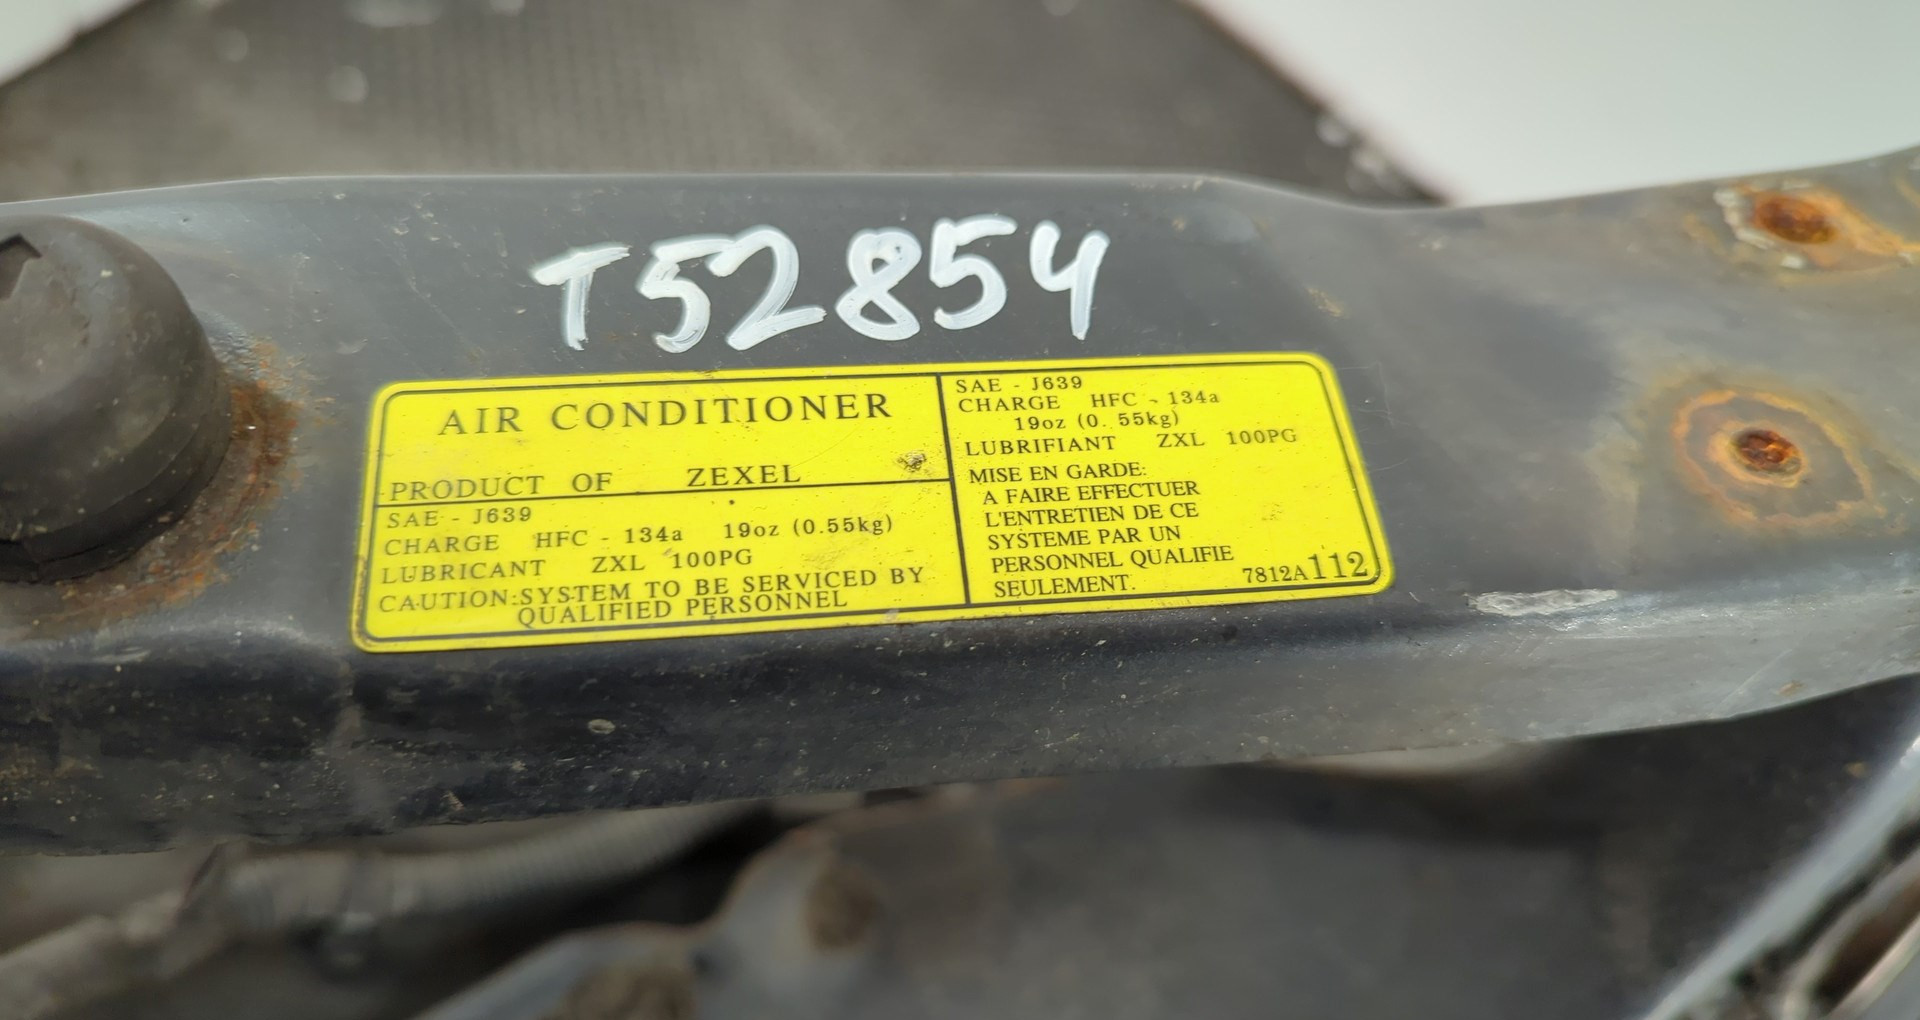 T52854
AIR CONDITIONER
PRODUCT OF ZEXEL
SAE - J639
CHARGE HFC - 134a 19oz (0.55kg)
LUBRICANT ZXL 100PG
CAUTION:SYSTEM TO BE SERVICED BY
QUALIFIED PERSONNEL
SAE - J639
CHARGE HFC - 134a
19oz (0. 55kg)
LUBRIFIANT ZXL 100PG
MISE EN GARDE:
A FAIRE EFFECTUER
L'ENTRETIEN DE CE
SYSTEME PAR UN
PERSONNEL QUALIFIE
SEULEMENT.
7812A112